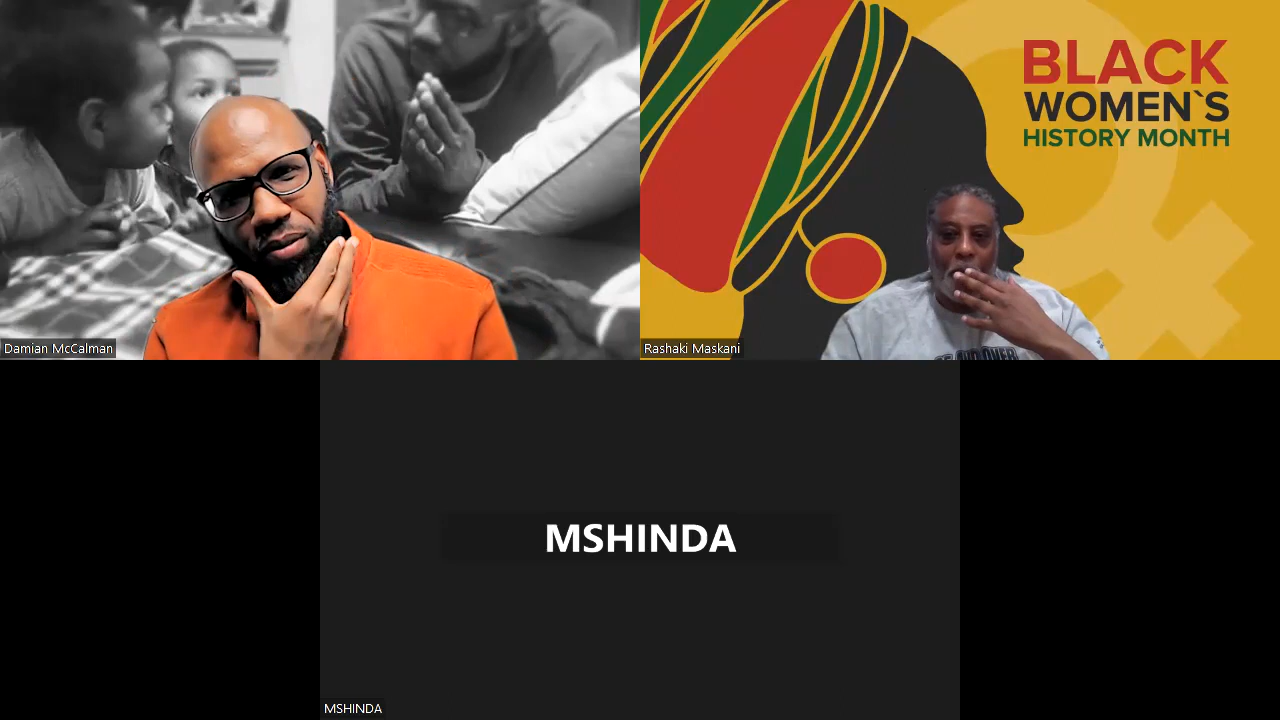 BLACK
WOMEN`S
HISTORY MONTH
Damian McCalman
Rashaki Maskani
MSHINDA
MSHINDA